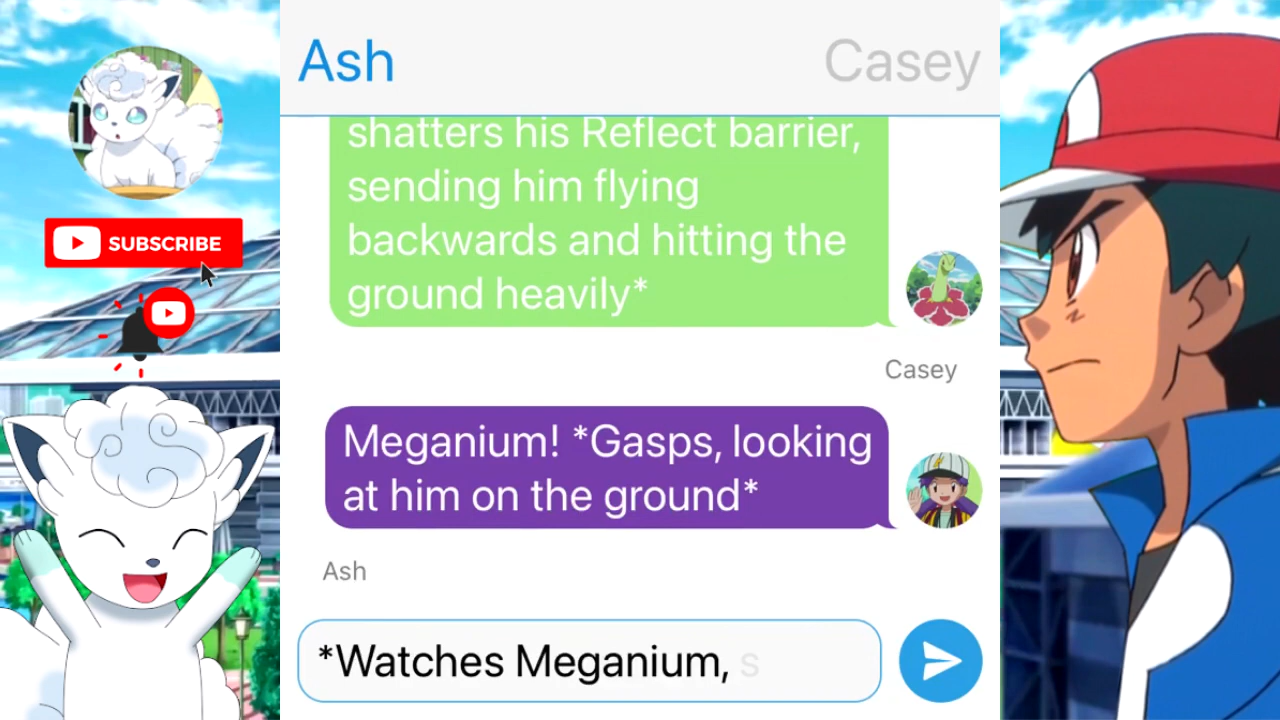 Ash
Casey
shatters his Reflect barrier,
sending him flying
backwards and hitting the
ground heavily*
SUBSCRIBE
Casey
Meganium! *Gasps, looking
at him on the ground*
Ash
*Watches Meganium, s